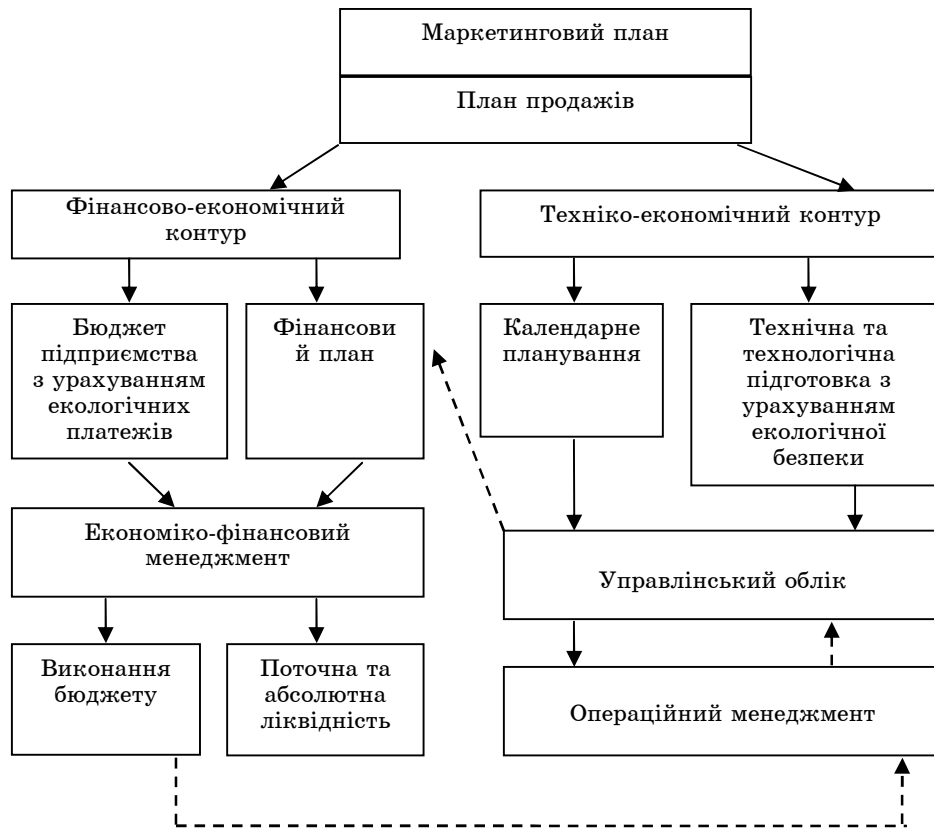 Маркетинговий план
План продажів
Фінансово-економічний
контур
Техніко-економічний контур
Бюджет
підприємства
з урахуванням
екологічних
платежів
Фінансови
й план
Календарне
планування
Технічна та
технологічна
підготовка з
урахуванням
екологічної
безпеки
Економіко-фінансовий
менеджмент
Управлінський облік
Виконання
бюджету
Поточна та
абсолютна
ліквідність
Операційний менеджмент